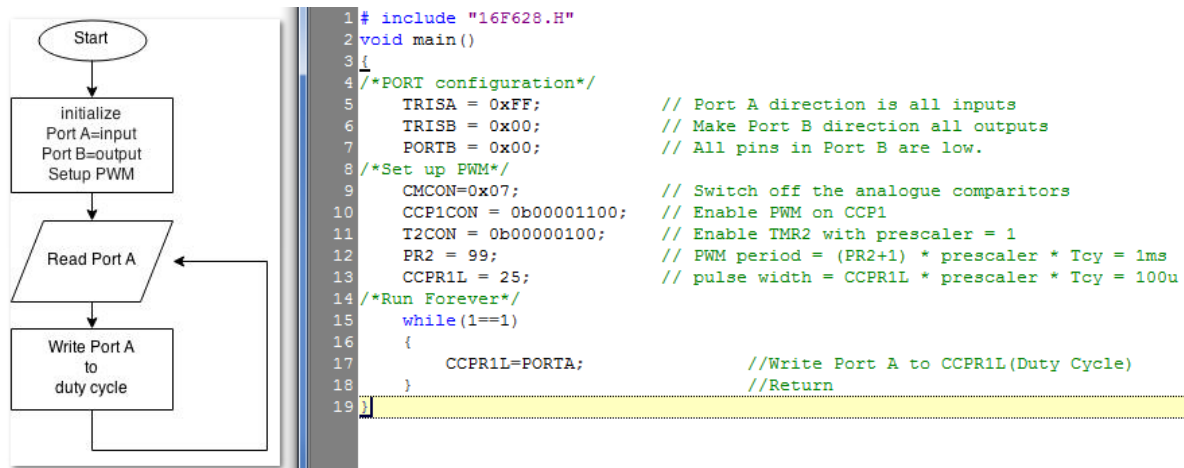 Start
initialize
Port A=input
Port B=output
Setup PWM
Read Port A
Write Port A
to
duty cycle
1 # include "16F628.H"
2 void main()
3 {
4 /*PORT configuration*/
5 TRISA = 0xFF; // Port A direction is all inputs
6 TRISB = 0x00; // Make Port B direction all outputs
7 PORTB = 0x00; // All pins in Port B are low.
8 /*Set up PWM*/
9 CMCON=0x07; // Switch off the analogue comparitors
10 CCP1CON = 0b00001100; // Enable PWM on CCP1
11 T2CON = 0b00000100; // Enable TMR2 with prescaler = 1
12 PR2 = 99; // PWM period = (PR2+1) * prescaler * Tcy = 1ms
13 CCPR1L = 25; // pulse width = CCPR1L * prescaler * Tcy = 100u
14 /*Run Forever*/
15 while(1==1)
16 {
17 CCPR1L=PORTA; //Write Port A to CCPR1L(Duty Cycle)
18 } //Return
19 }